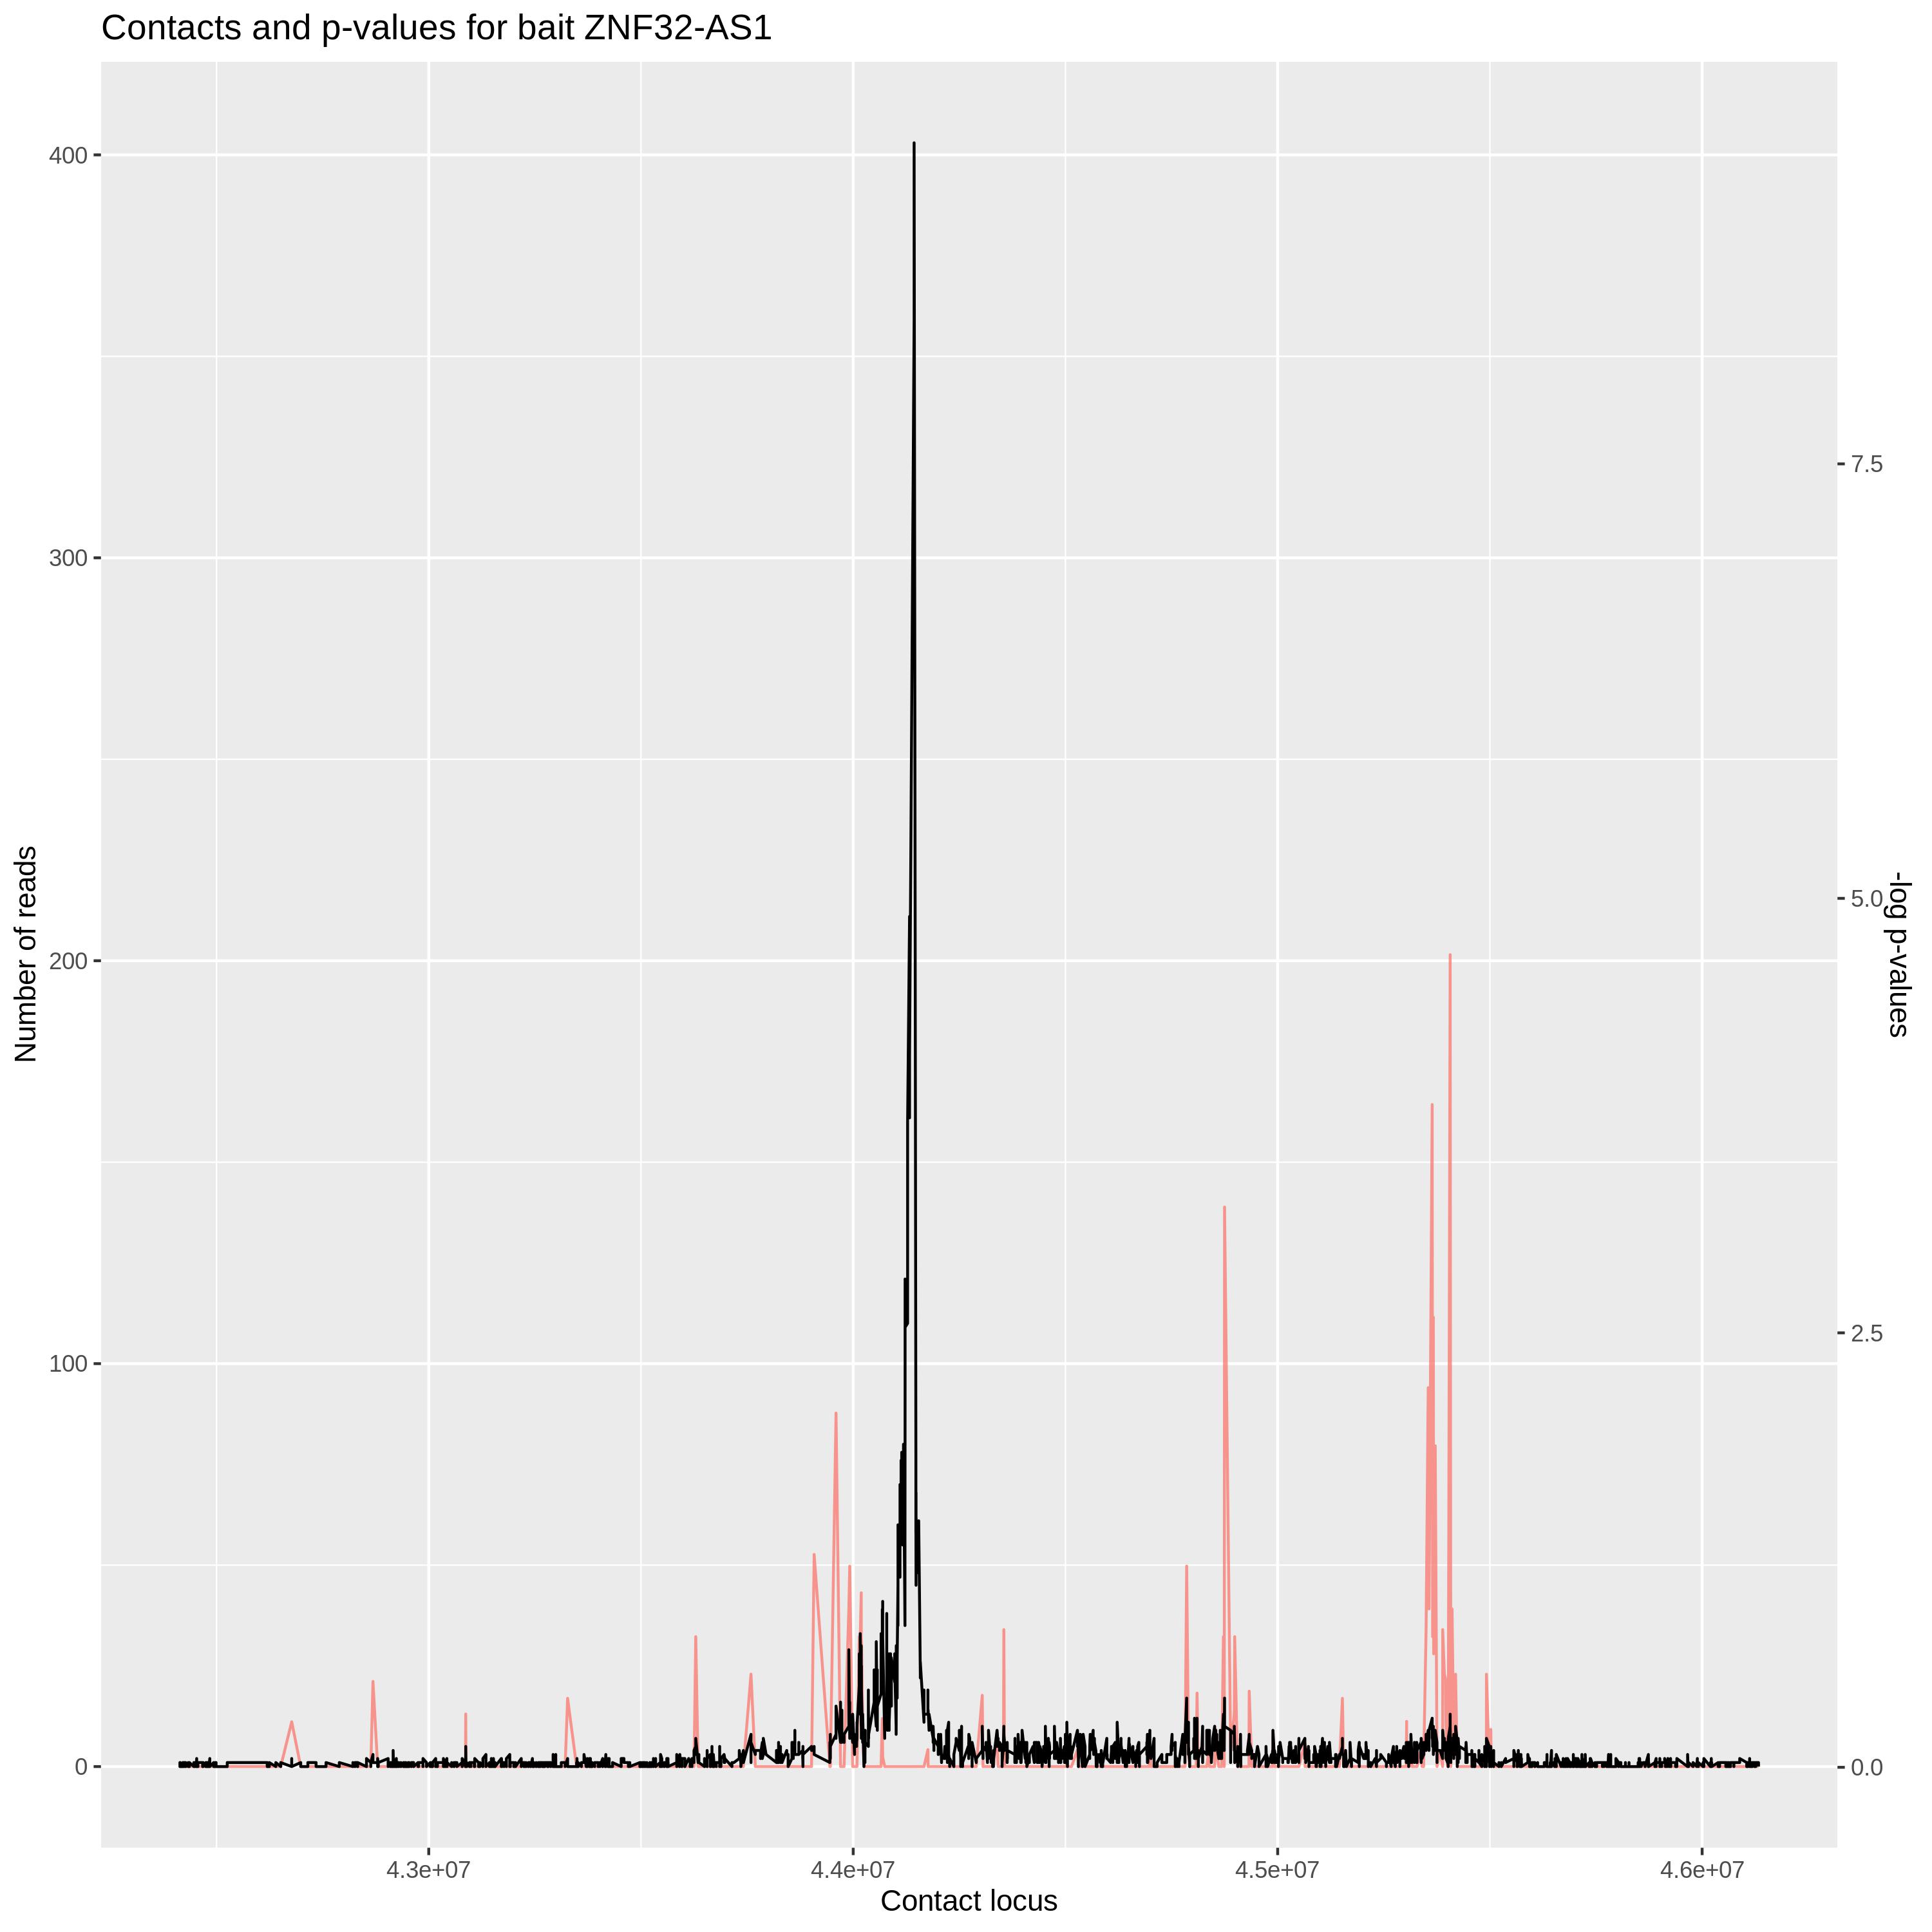 Contacts and p-values for bait ZNF32-AS1
400
300
200
100
0
Number of reads
7.5
5.0
2.5
0.0
-log p-values
4.3e+07
4.4e+07
4.5e+07
4.6e+07
Contact locus